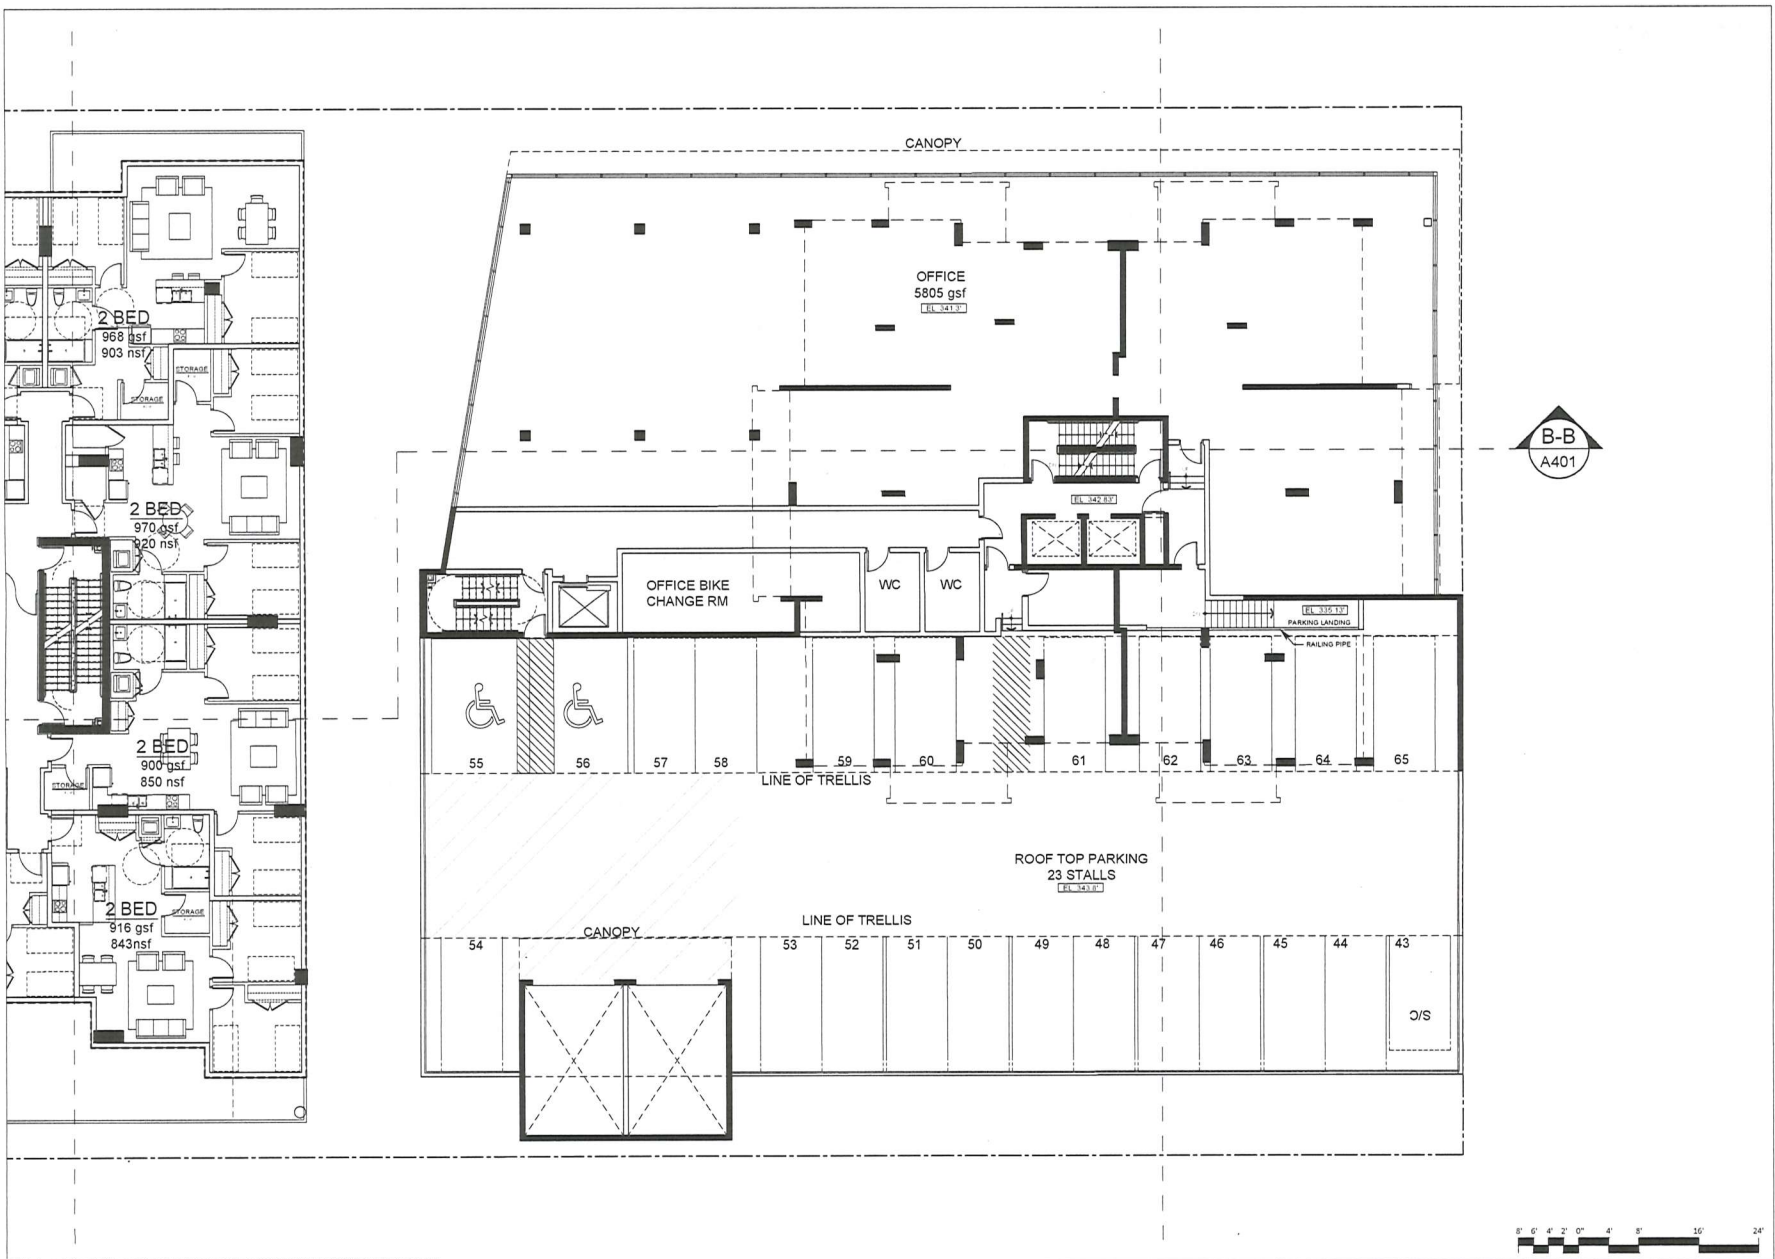 CANOPY
OFFICE
5805 gsf
EL 341.3'
2 BED
968 gsf
903 nsf
STORAGE
STORAGE
B-B
A401
2 BED
970 gsf
920 nsf
EL 342.83'
OFFICE BIKE
CHANGE RM
WC
WC
EL 335.13'
PARKING LANDING
RAILING PIPE
2 BED
900 gsf
850 nsf
STORAGE
55
56
57
58
59
60
61
62
63
64
65
LINE OF TRELLIS
ROOF TOP PARKING
23 STALLS
EL 343.8'
2 BED
916 gsf
843nsf
STORAGE
LINE OF TRELLIS
CANOPY
54
53
52
51
50
49
48
47
46
45
44
43
S/C
8' 6' 4' 2' 0" 4' 8' 16' 24'